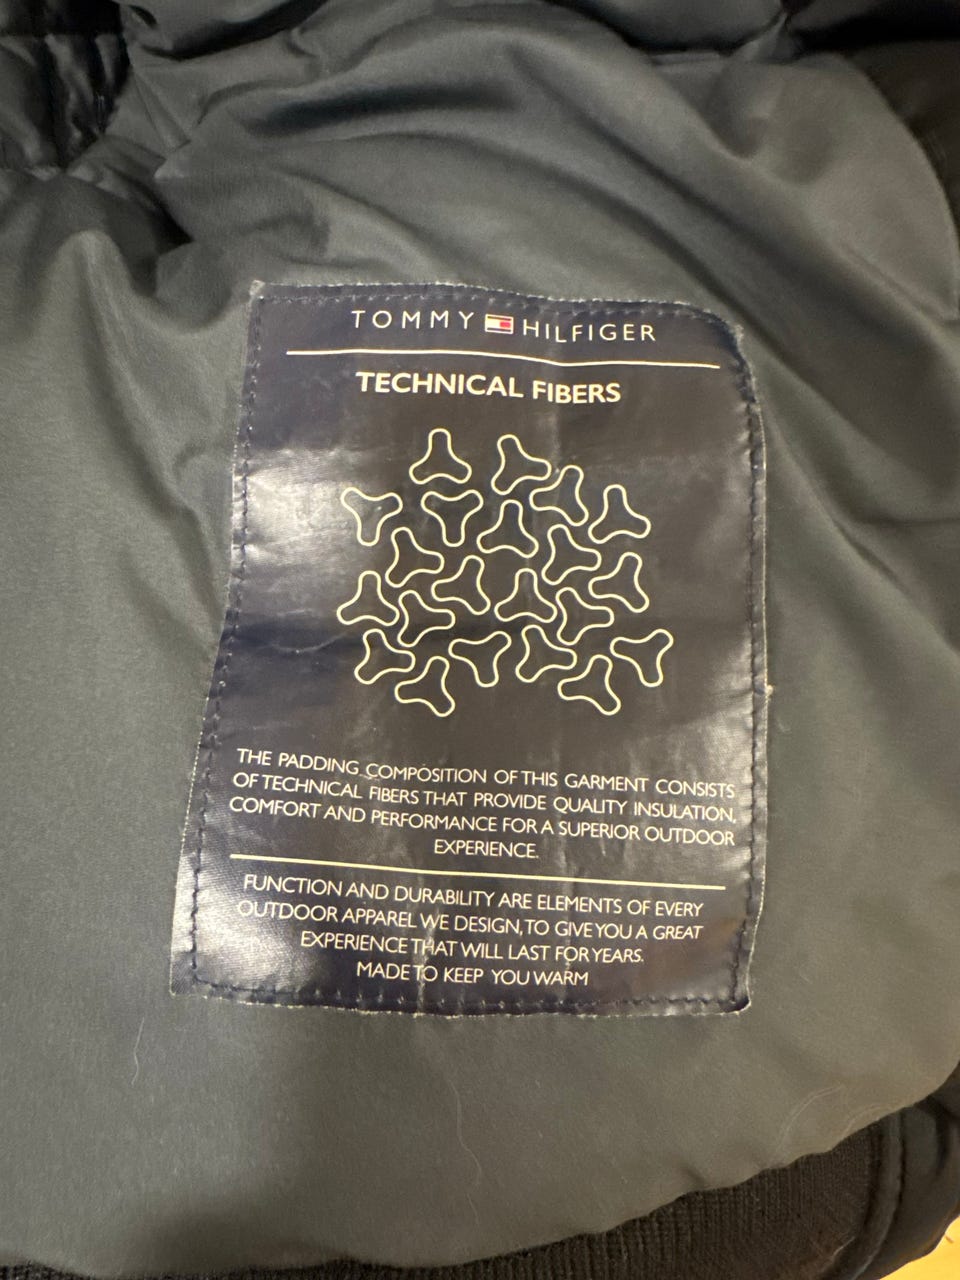 TOMMY HILFIGER
TECHNICAL FIBERS
THE PADDING COMPOSITION OF THIS GARMENT CONSISTS
OF TECHNICAL FIBERS THAT PROVIDE QUALITY INSULATION,
COMFORT AND PERFORMANCE FOR A SUPERIOR OUTDOOR
EXPERIENCE.
FUNCTION AND DURABILITY ARE ELEMENTS OF EVERY
OUTDOOR APPAREL WE DESIGN, TO GIVE YOU A GREAT
EXPERIENCE THAT WILL LAST FOR YEARS.
MADE TO KEEP YOU WARM